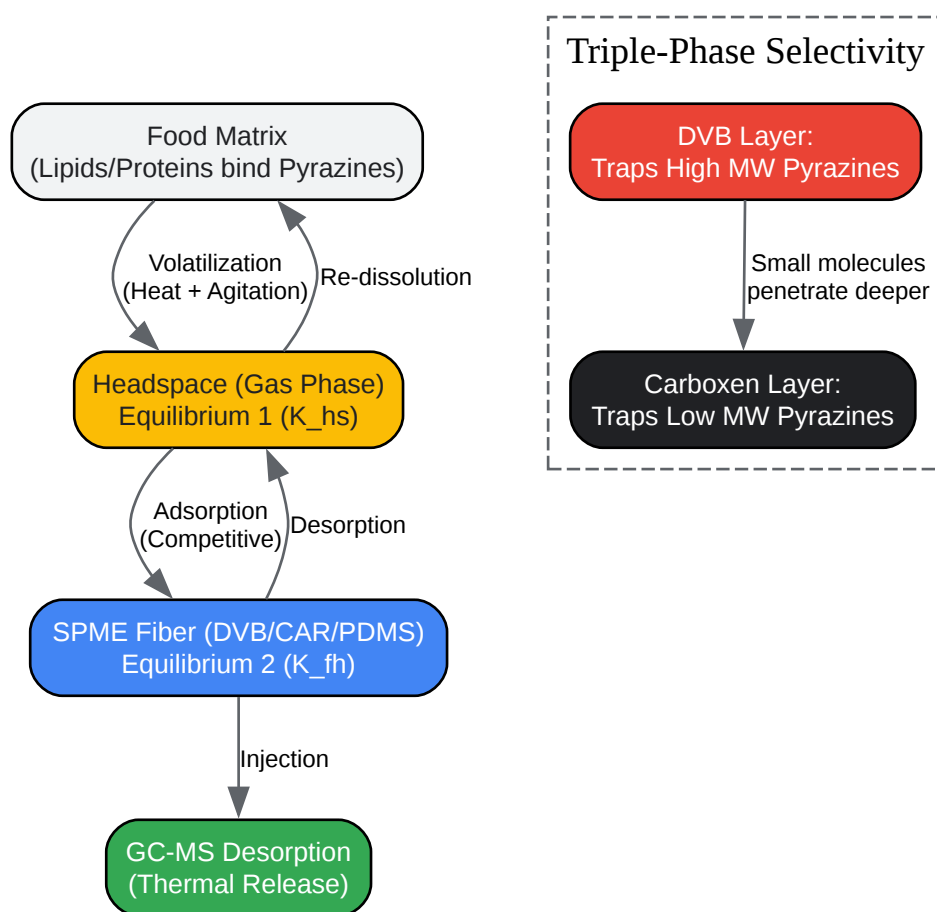 Triple-Phase Selectivity
Food Matrix
(Lipids/Proteins bind Pyrazines)
Volatilization
(Heat + Agitation)
Re-dissolution
Headspace (Gas Phase)
Equilibrium 1 (K_hs)
Adsorption
(Competitive)
Desorption
SPME Fiber (DVB/CAR/PDMS)
Equilibrium 2 (K_fh)
Injection
GC-MS Desorption
(Thermal Release)
DVB Layer:
Traps High MW Pyrazines
Small molecules
penetrate deeper
Carboxen Layer:
Traps Low MW Pyrazines